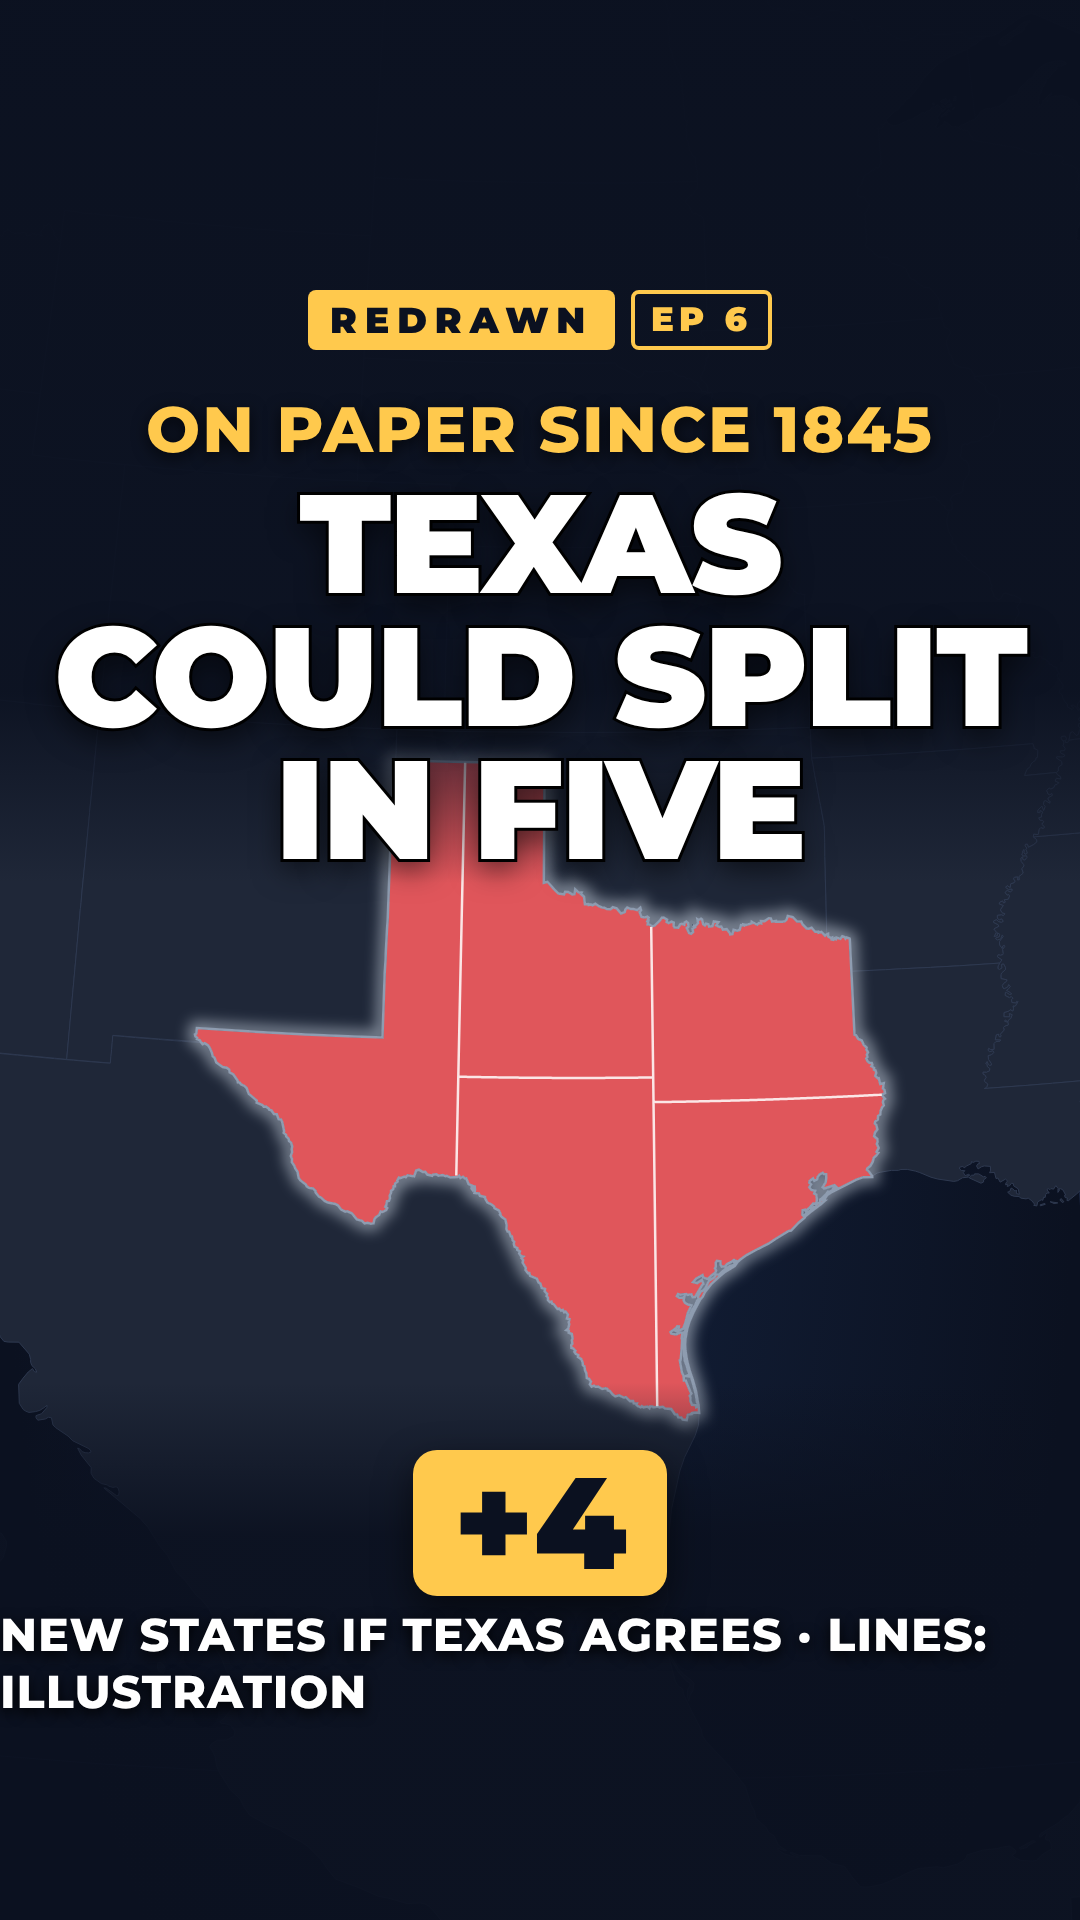 REDRAWN EP 6
ON PAPER SINCE 1845
TEXAS
COULD SPLIT
IN FIVE
+4
NEW STATES IF TEXAS AGREES · LINES:
ILLUSTRATION